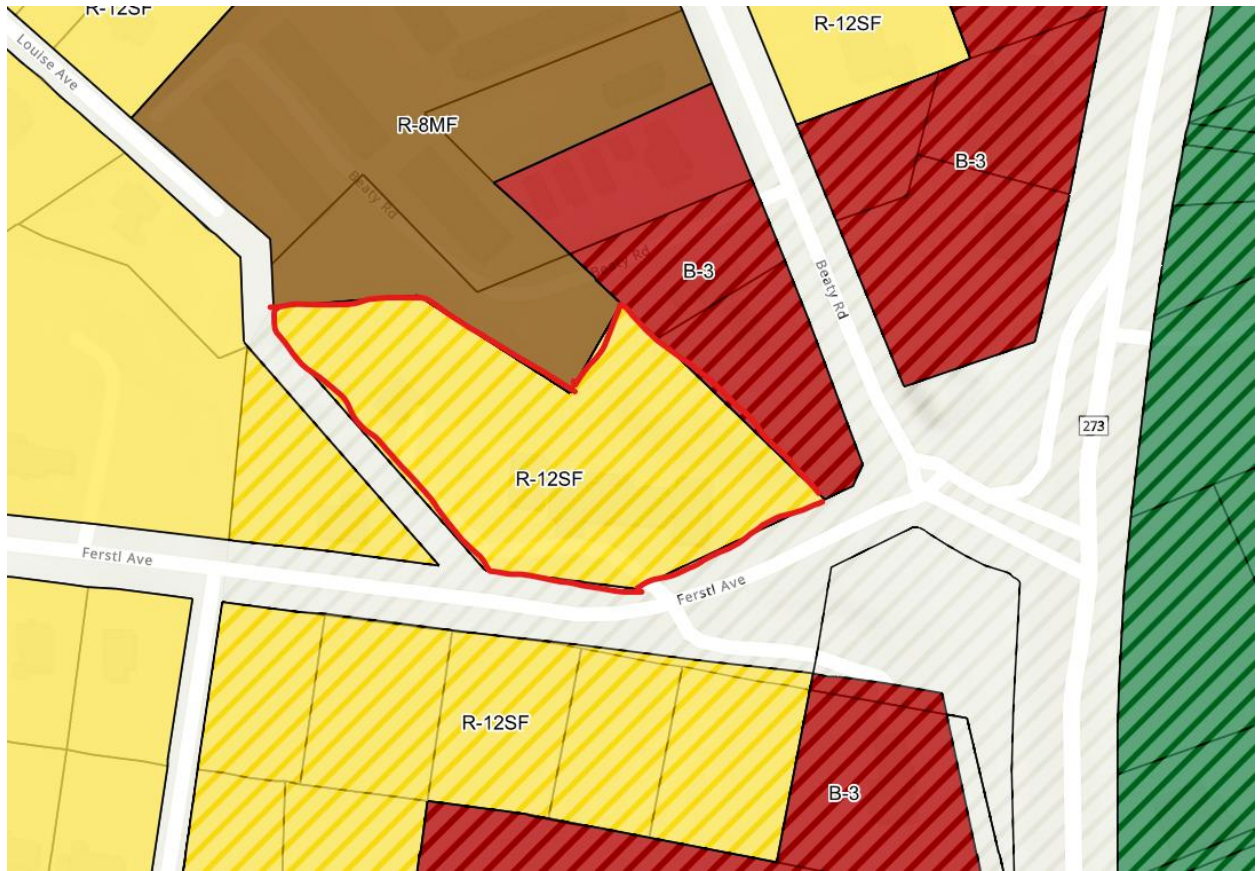 R-12SF
R-12SF
Louise Ave
R-8MF
B-3
Beaty Rd
Beaty Rd
B-3
Beaty Rd
273
R-12SF
Ferstl Ave
Ferstl Ave
R-12SF
B-3